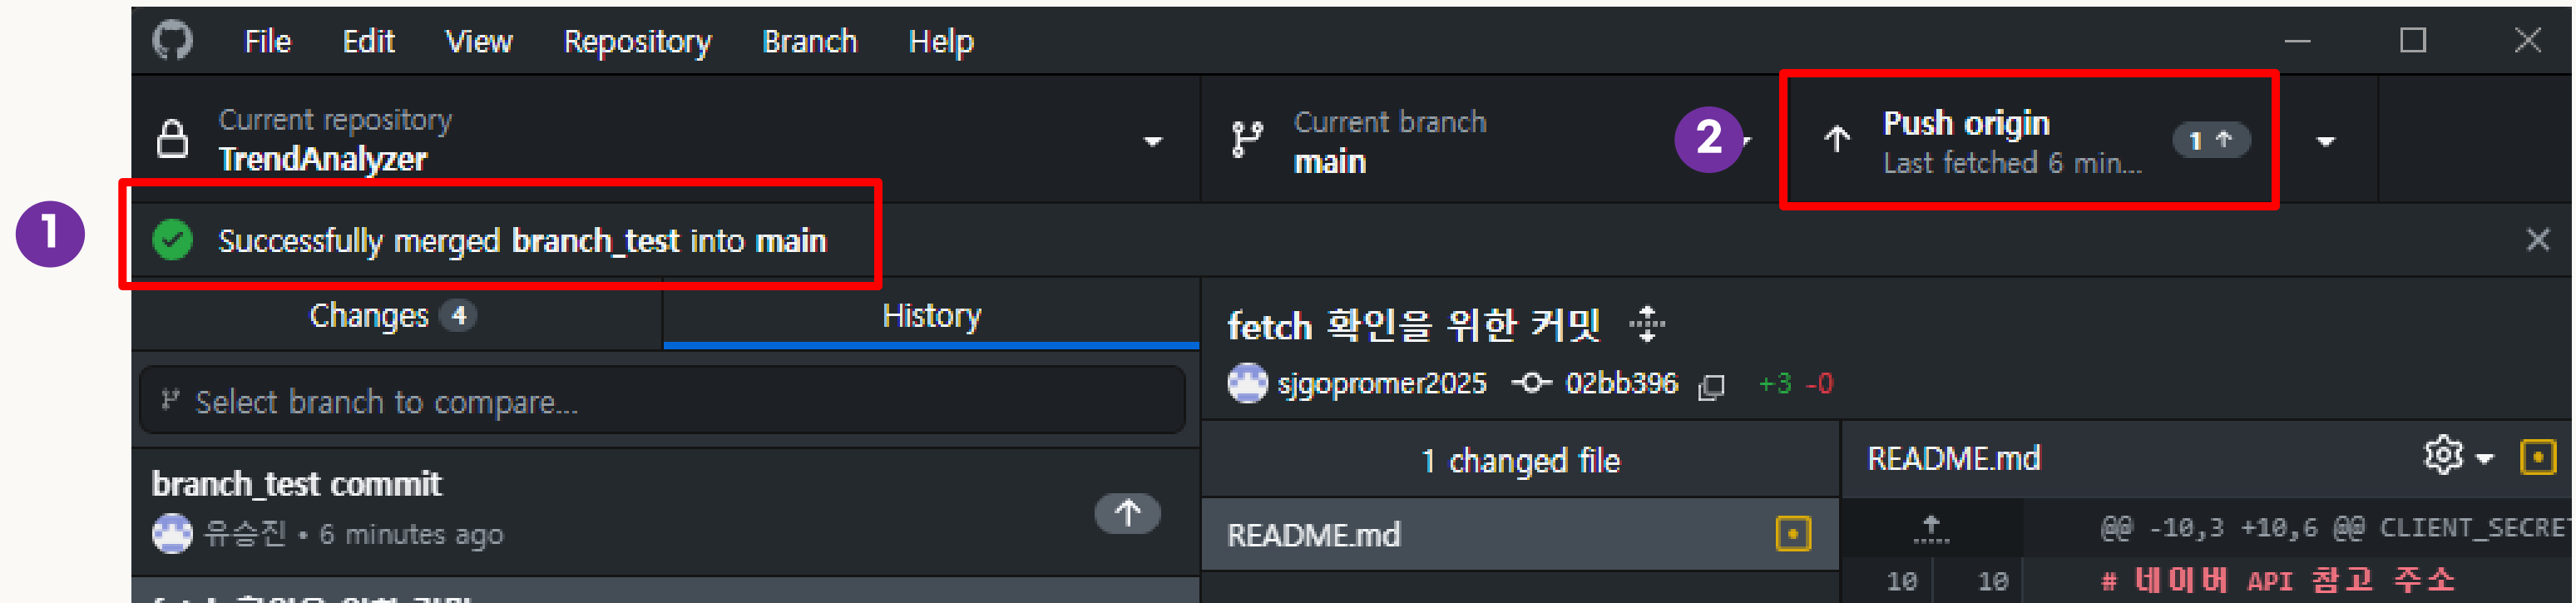 File Edit View Repository Branch Help
Current repository
TrendAnalyzer
Current branch
main
2
Push origin
Last fetched 6 min...
1
1
Successfully merged branch_test into main
Changes 4
History
Select branch to compare...
branch_test commit
유승진 • 6 minutes ago
fetch 확인을 위한 커밋
sjgopromer2025 02bb396 +3 -0
1 changed file
README.md
README.md
@@ -10,3 +10,6 @@ CLIENT_SECRE
10 10 # 네이버 API 참고 주소